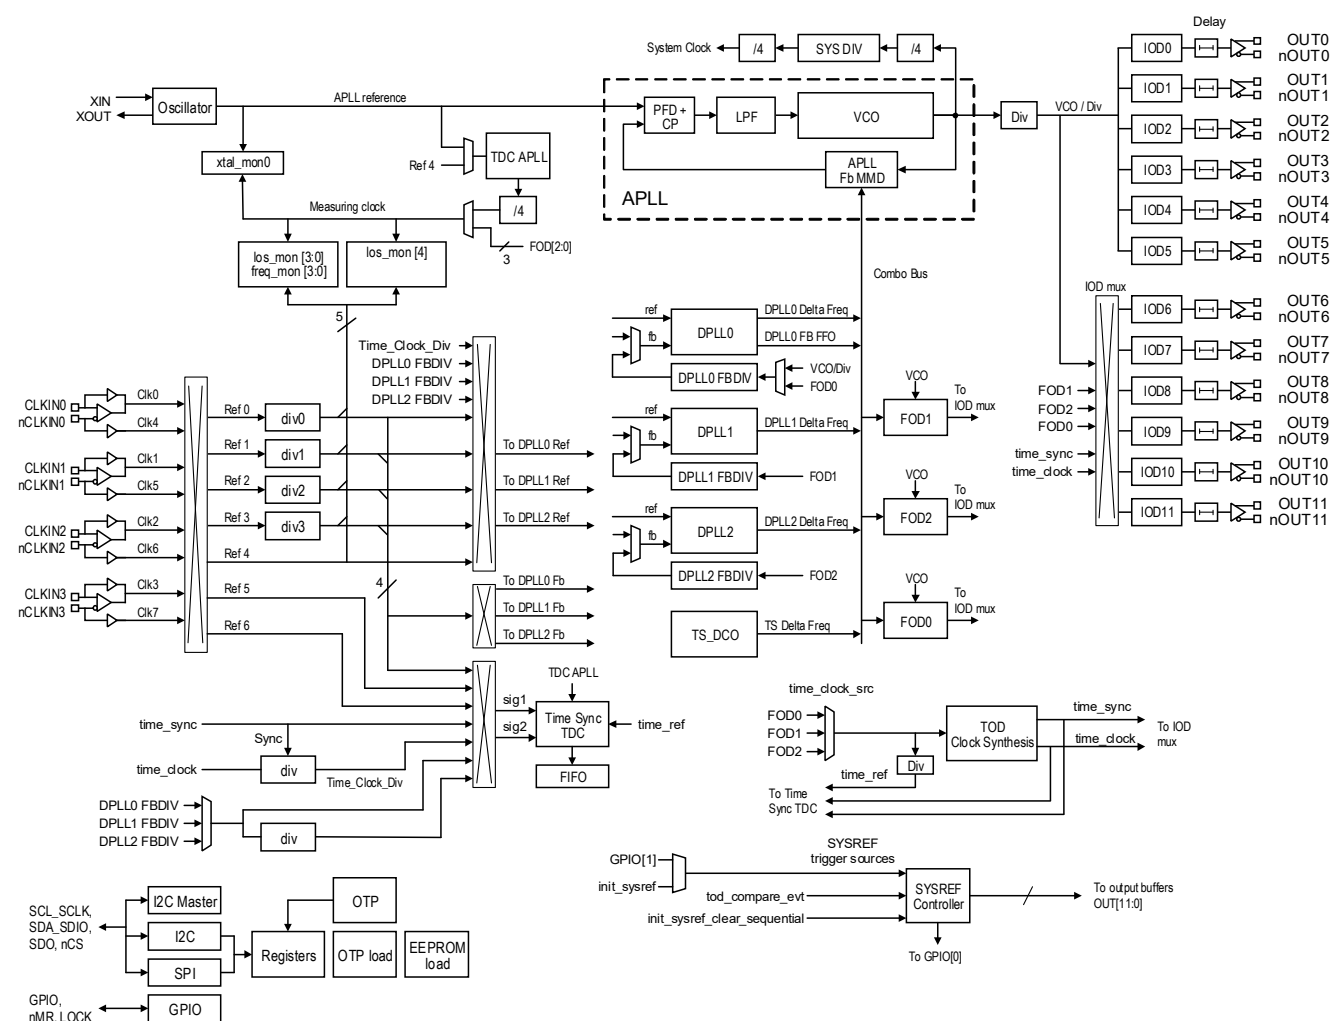 Delay
System Clock
/4
SYS DIV
/4
XIN
XOUT
Oscillator
APLL reference
PFD +
CP
LPF
VCO
Div
VCO / Div
xtal_mon0
Ref 4
TDC APLL
APLL
Fb MMD
APLL
Measuring clock
/4
FOD[2:0]
3
los_mon [3:0]
freq_mon [3:0]
los_mon [4]
Combo Bus
IOD0
OUT0
nOUT0
IOD1
OUT1
nOUT1
IOD2
OUT2
nOUT2
IOD3
OUT3
nOUT3
IOD4
OUT4
nOUT4
IOD5
OUT5
nOUT5
IOD mux
IOD6
OUT6
nOUT6
IOD7
OUT7
nOUT7
IOD8
OUT8
nOUT8
IOD9
OUT9
nOUT9
IOD10
OUT10
nOUT10
IOD11
OUT11
nOUT11
FOD1
FOD2
FOD0
time_sync
time_clock
5
Time_Clock_Div
DPLL0 FBDIV
DPLL1 FBDIV
DPLL2 FBDIV
CLKIN0
nCLKIN0
Clk0
Clk4
CLKIN1
nCLKIN1
Clk1
Clk5
CLKIN2
nCLKIN2
Clk2
Clk6
CLKIN3
nCLKIN3
Clk3
Clk7
Ref 0
div0
Ref 1
div1
Ref 2
div2
Ref 3
div3
Ref 4
Ref 5
Ref 6
4
To DPLL0 Ref
To DPLL1 Ref
To DPLL2 Ref
To DPLL0 Fb
To DPLL1 Fb
To DPLL2 Fb
ref
fb
DPLL0
DPLL0 Delta Freq
DPLL0 FB FFO
DPLL0 FBDIV
VCO/Div
FOD0
ref
fb
DPLL1
DPLL1 Delta Freq
DPLL1 FBDIV
FOD1
ref
fb
DPLL2
DPLL2 Delta Freq
DPLL2 FBDIV
FOD2
TS_DCO
TS Delta Freq
VCO
FOD1
To
IOD mux
VCO
FOD2
To
IOD mux
VCO
FOD0
To
IOD mux
time_sync
Sync
time_clock
div
Time_Clock_Div
DPLL0 FBDIV
DPLL1 FBDIV
DPLL2 FBDIV
div
sig1
sig2
TDC APLL
Time Sync
TDC
time_ref
FIFO
time_clock_src
FOD0
FOD1
FOD2
Div
time_ref
TOD
Clock Synthesis
time_sync
time_clock
To IOD
mux
To Time
Sync TDC
SYSREF
trigger sources
GPIO[1]
init_sysref
tod_compare_evt
init_sysref_clear_sequential
SYSREF
Controller
To output buffers
OUT[11:0]
To GPIO[0]
SCL_SCLK,
SDA_SDIO,
SDO, nCS
I2C Master
I2C
SPI
Registers
OTP
OTP load
EEPROM
load
GPIO,
nMR, LOCK
GPIO